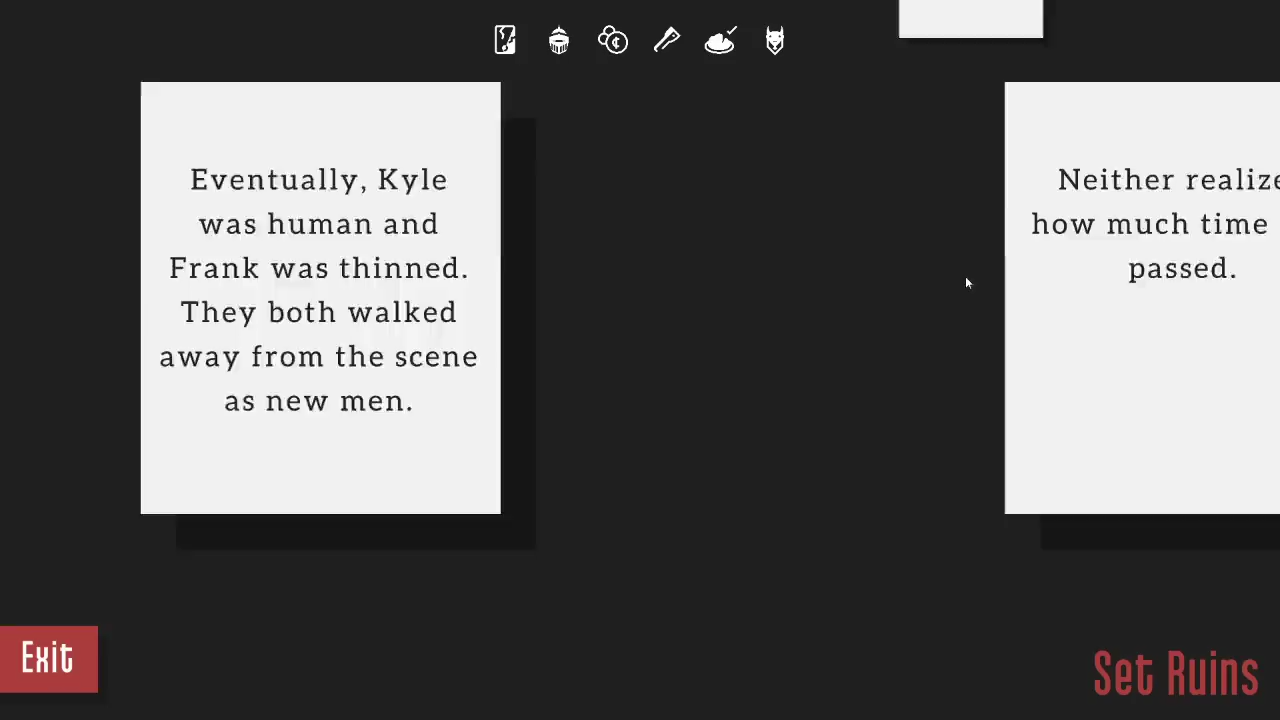 Eventually, Kyle
was human and
Frank was thinned.
They both walked
away from the scene
as new men.
Neither realize
how much time
passed.
Exit
Set Ruins